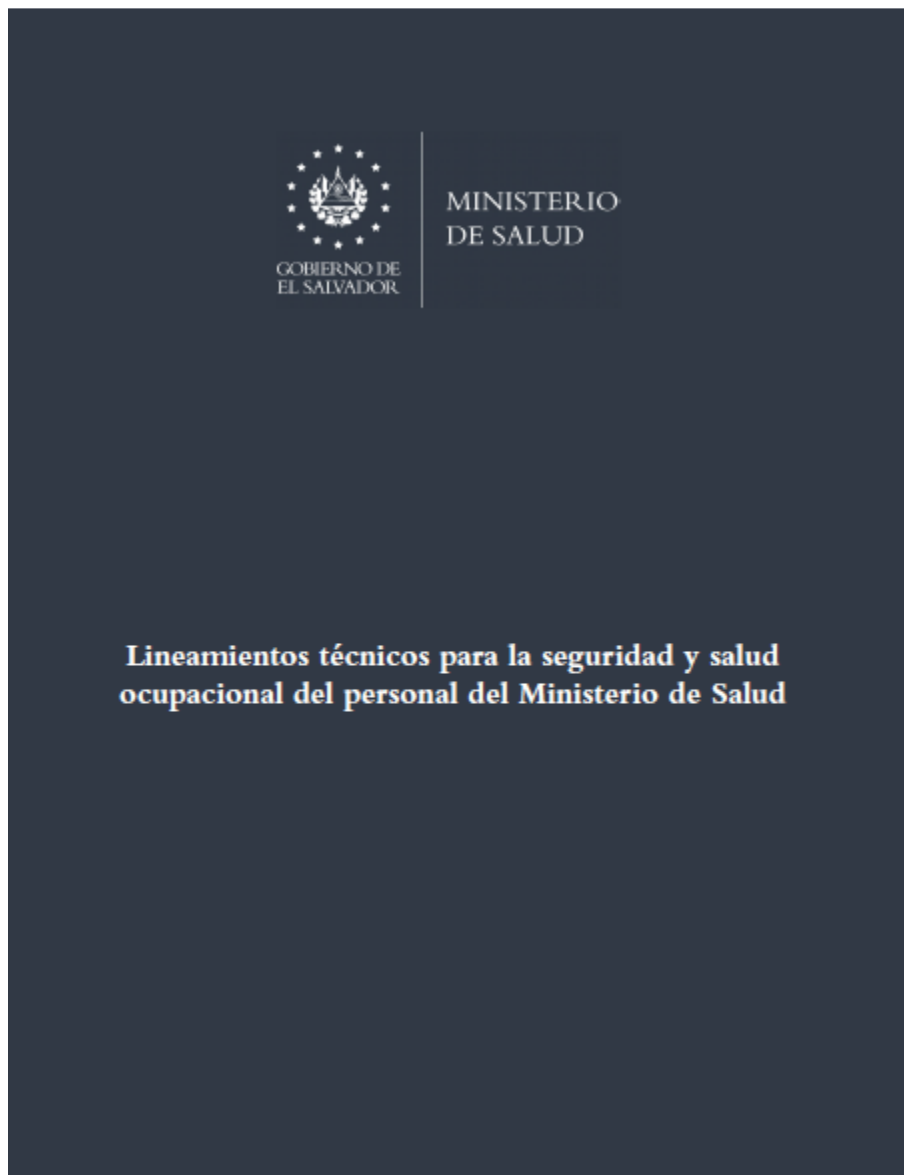 MINISTERIO
DE SALUD
GOBIERNO DE
EL SALVADOR
Lineamientos técnicos para la seguridad y salud
ocupacional del personal del Ministerio de Salud